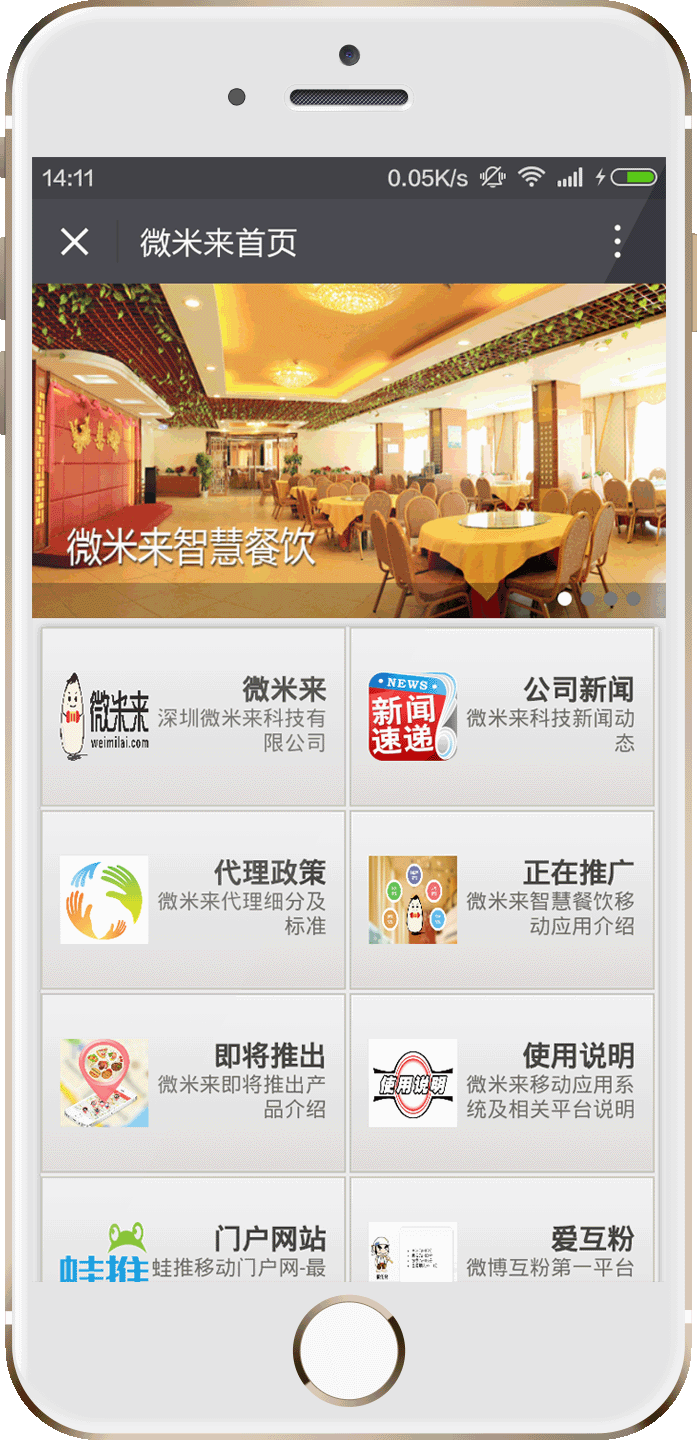 14:11
0.05K/s
微米来首页
微米来智慧餐饮
微米来
weimilai.com
微米来
深圳微米来科技有
限公司
NEWS
新闻
速递
公司新闻
微米来科技新闻动
态
代理政策
微米来代理细分及
标准
正在推广
微米来智慧餐饮移
动应用介绍
即将推出
微米来即将推出产
品介绍
使用说明
使用说明
微米来移动应用系
统及相关平台说明
蛙推
门户网站
蛙推移动门户网-最
爱互粉
微博互粉第一平台